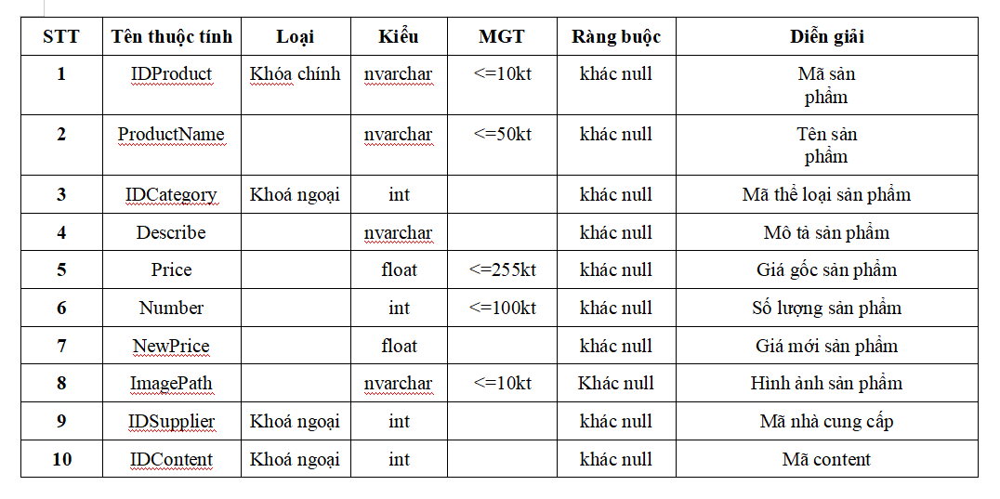 STT Tên thuộc tính Loại Kiểu MGT Ràng buộc Diễn giải
1 IDProduct Khóa chính nvarchar <=10kt khác null Mã sản
phẩm
2 ProductName nvarchar <=50kt khác null Tên sản
phẩm
3 IDCategory Khoá ngoại int khác null Mã thể loại sản phẩm
4 Describe nvarchar khác null Mô tả sản phẩm
5 Price float <=255kt khác null Giá gốc sản phẩm
6 Number int <=100kt khác null Số lượng sản phẩm
7 NewPrice float khác null Giá mới sản phẩm
8 ImagePath nvarchar <=10kt Khác null Hình ảnh sản phẩm
9 IDSupplier Khoá ngoại int khác null Mã nhà cung cấp
10 IDContent Khoá ngoại int khác null Mã content